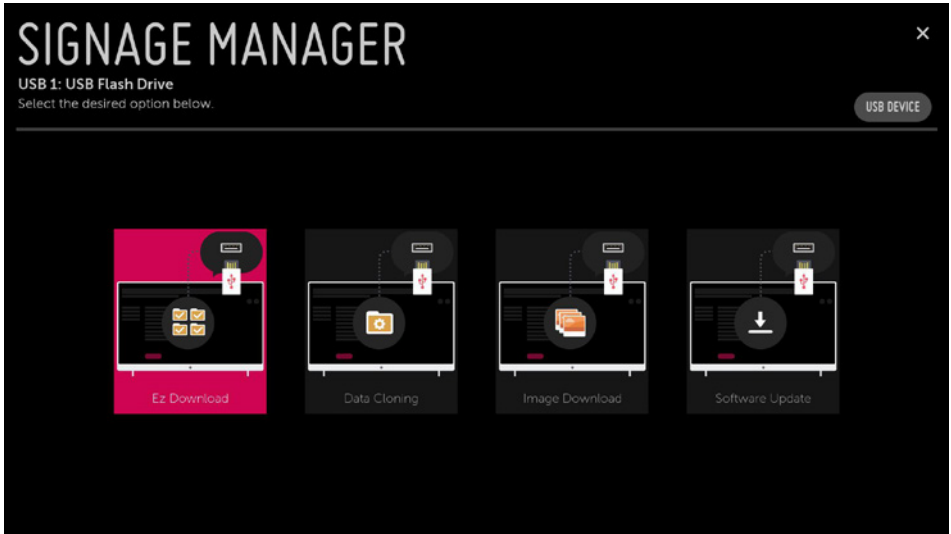 SIGNAGE MANAGER
USB 1: USB Flash Drive
Select the desired option below.
USB DEVICE
Ez Download
Data Cloning
Image Download
Software Update